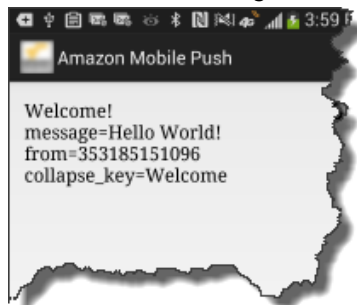 3:59
Amazon Mobile Push
Welcome!
message=Hello World!
from=353185151096
collapse_key=Welcome